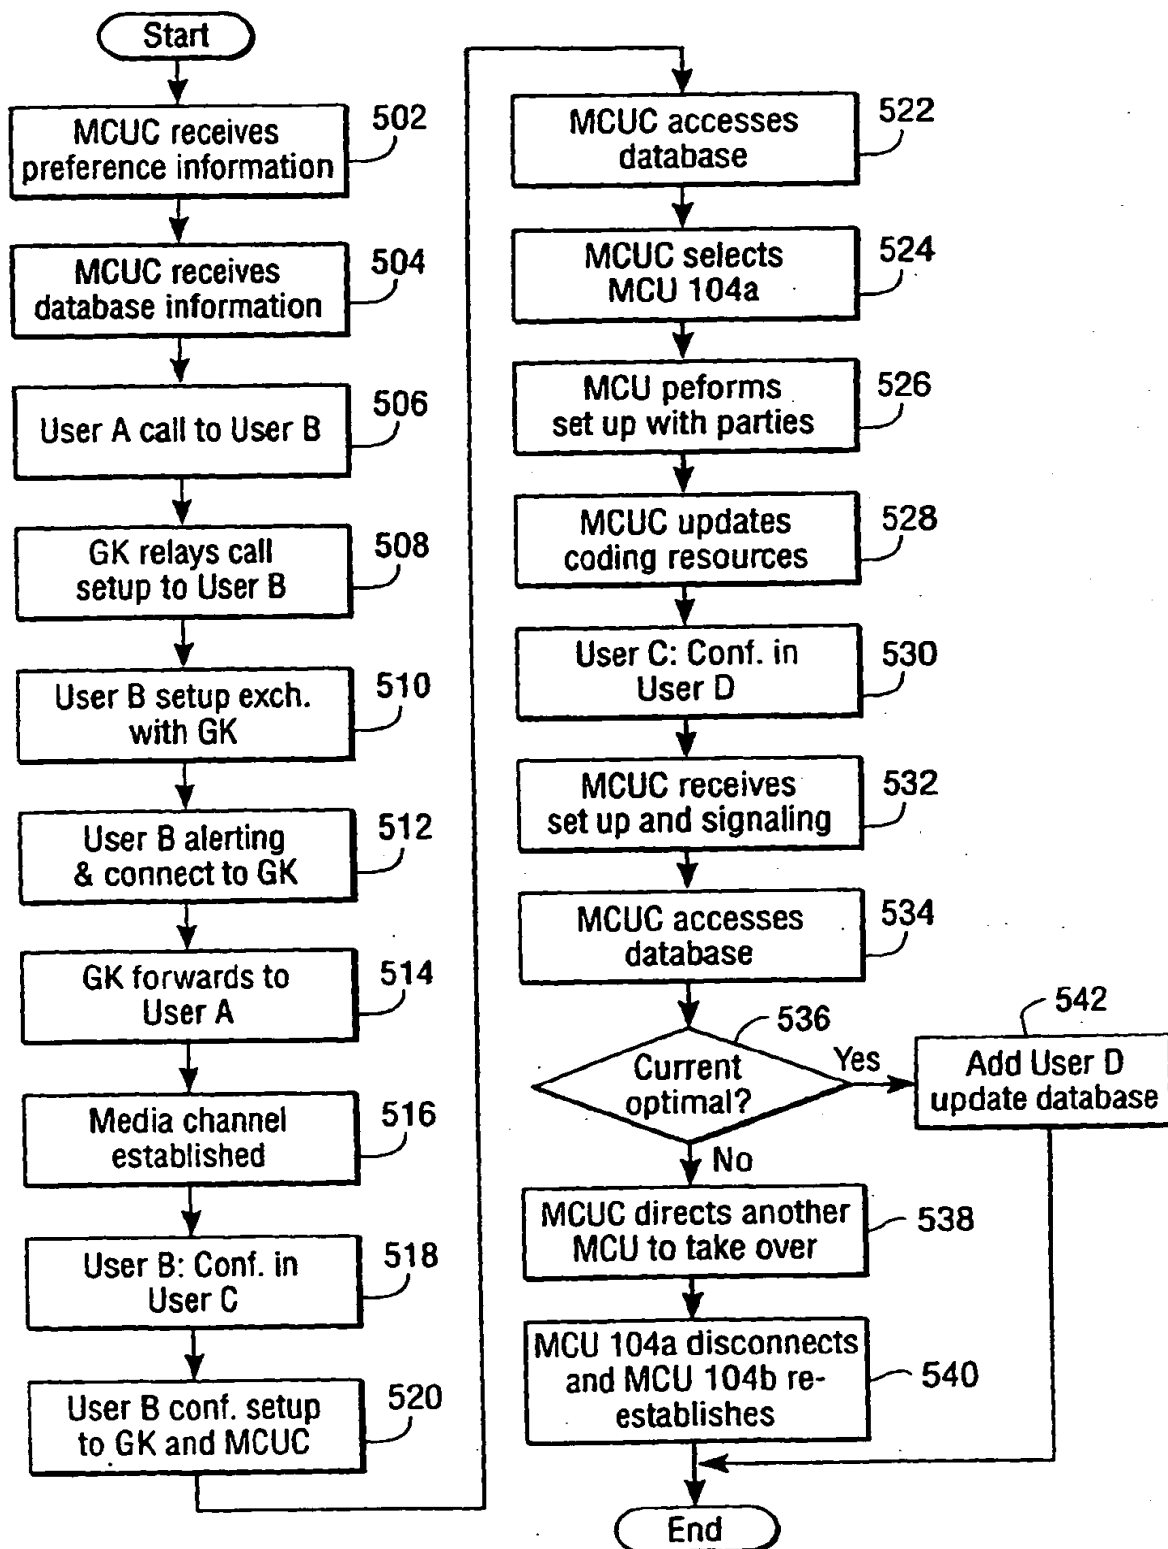 Start
MCUC receives
preference information
502
MCUC receives
database information
504
User A call to User B
506
GK relays call
setup to User B
508
User B setup exch.
with GK
510
User B alerting
& connect to GK
512
GK forwards to
User A
514
Media channel
established
516
User B: Conf. in
User C
518
User B conf. setup
to GK and MCUC
520
MCUC accesses
database
522
MCUC selects
MCU 104a
524
MCU peforms
set up with parties
526
MCUC updates
coding resources
528
User C: Conf. in
User D
530
MCUC receives
set up and signaling
532
MCUC accesses
database
534
Current
optimal?
536
Yes
Add User D
update database
542
No
MCUC directs another
MCU to take over
538
MCU 104a disconnects
and MCU 104b re-
establishes
540
End